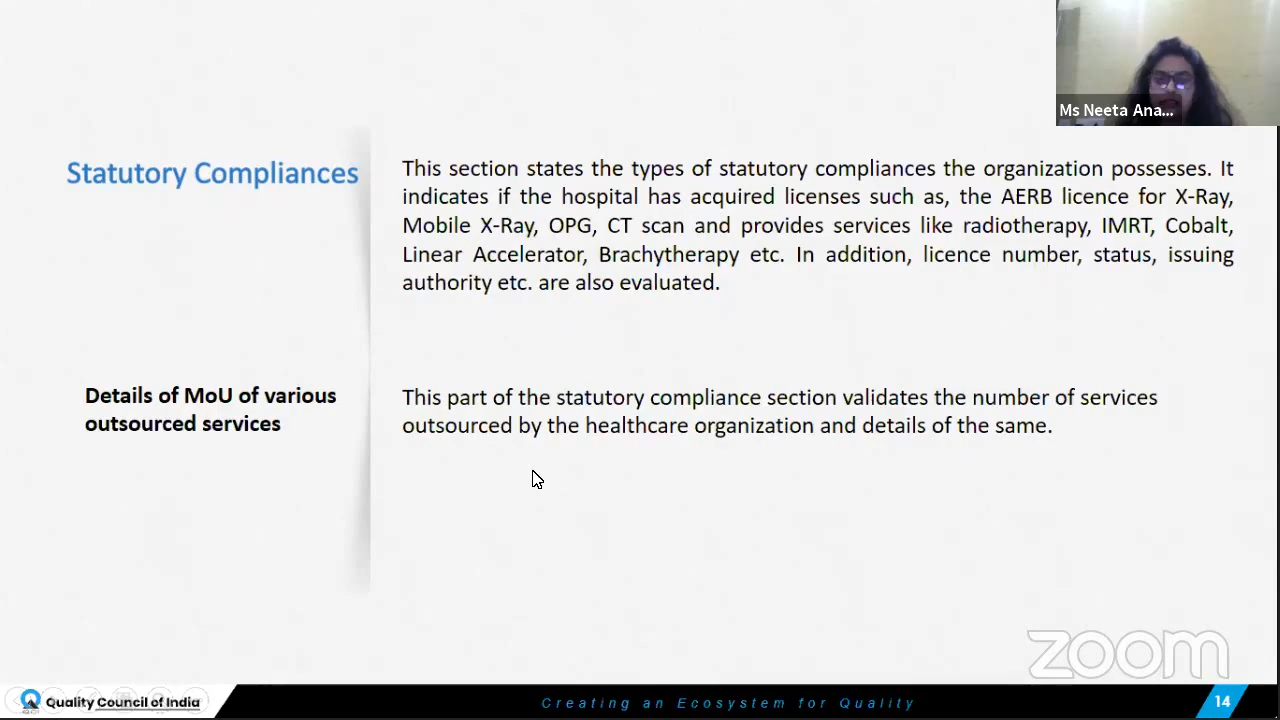 Ms Neeta Ana...
Statutory Compliances
This section states the types of statutory compliances the organization possesses. It
indicates if the hospital has acquired licenses such as, the AERB licence for X-Ray,
Mobile X-Ray, OPG, CT scan and provides services like radiotherapy, IMRT, Cobalt,
Linear Accelerator, Brachytherapy etc. In addition, licence number, status, issuing
authority etc. are also evaluated.
Details of MoU of various
outsourced services
This part of the statutory compliance section validates the number of services
outsourced by the healthcare organization and details of the same.
zoom
Quality Council of India
Creating an Ecosystem for Quality
14